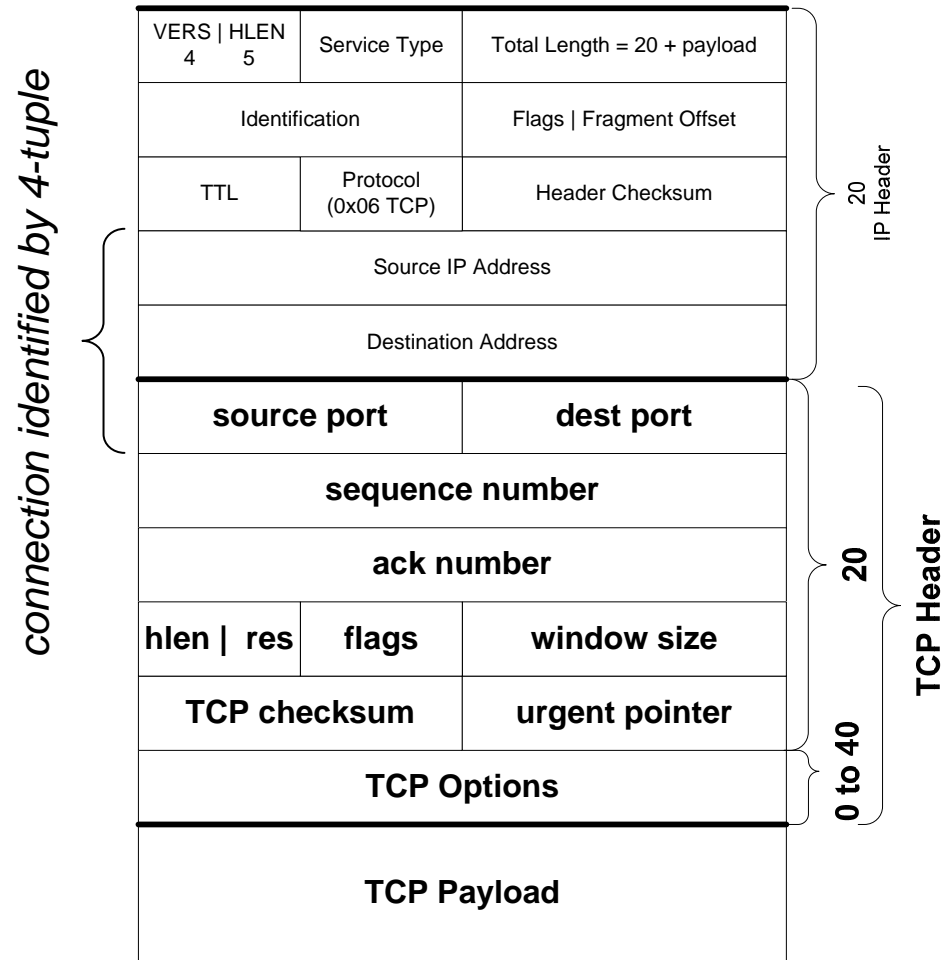 connection identified by 4-tuple
VERS | HLEN
4 5
Service Type
Total Length = 20 + payload
Identification
Flags | Fragment Offset
TTL
Protocol
(0x06 TCP)
Header Checksum
Source IP Address
Destination Address
20
IP Header
source port
dest port
sequence number
ack number
hlen | res
flags
window size
TCP checksum
urgent pointer
20
TCP Options
0 to 40
TCP Header
TCP Payload